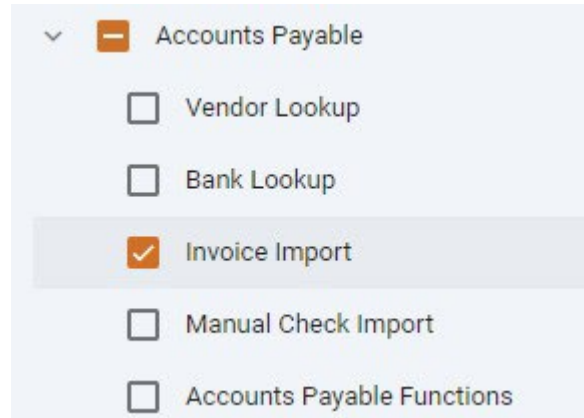 Accounts Payable
Vendor Lookup
Bank Lookup
Invoice Import
Manual Check Import
Accounts Payable Functions